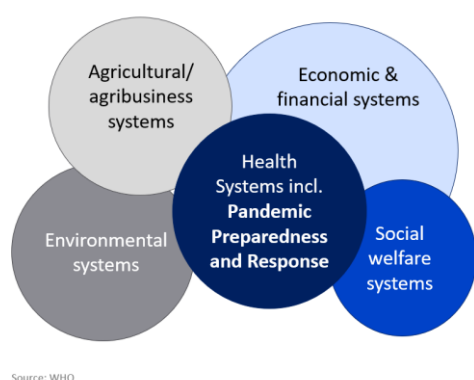 Agricultural/
agribusiness
systems
Economic &
financial systems
Health
Systems incl.
Pandemic
Preparedness
and Response
Environmental
systems
Social
welfare
systems
Source: WHO